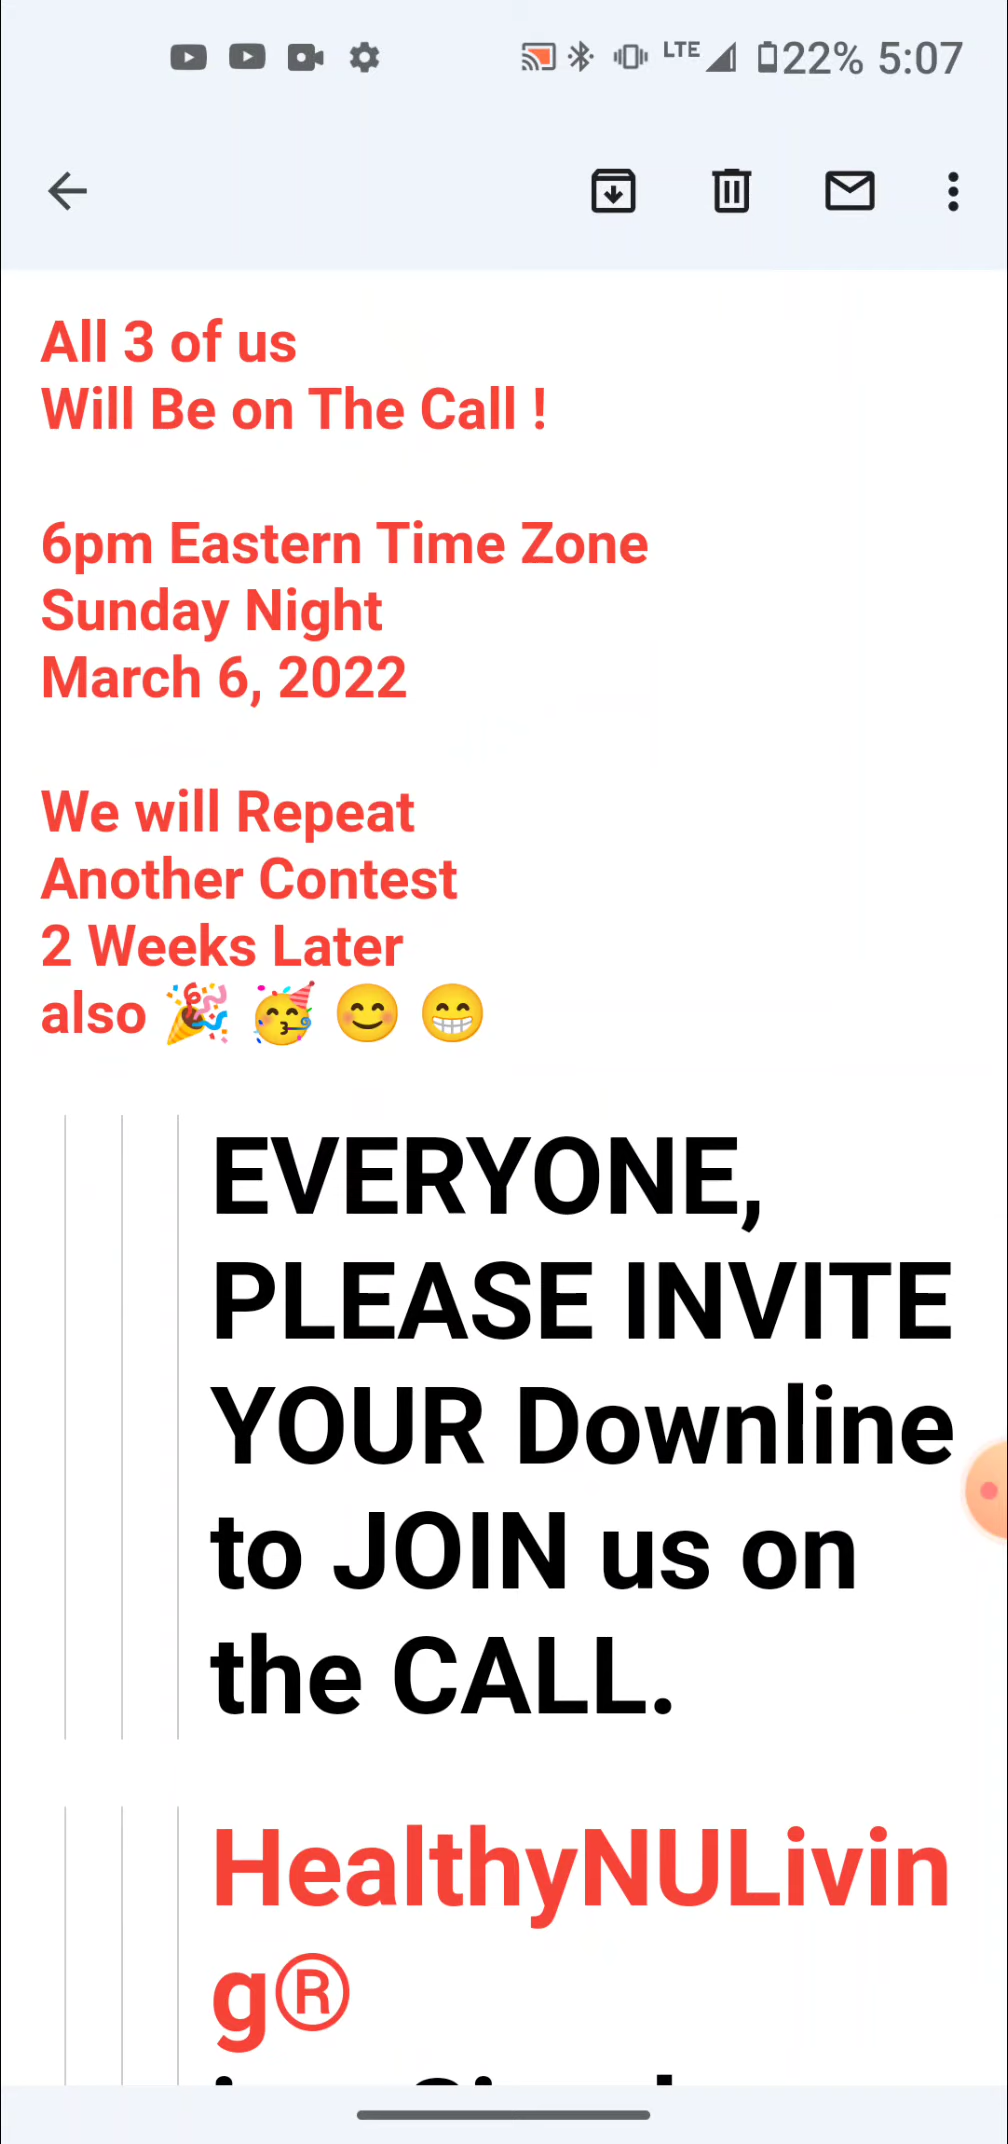 LTE 22% 5:07
All 3 of us
Will Be on The Call !
6pm Eastern Time Zone
Sunday Night
March 6, 2022
We will Repeat
Another Contest
2 Weeks Later
also 🎉 🥳 😊 😁
EVERYONE,
PLEASE INVITE
YOUR Downline
to JOIN us on
the CALL.
HealthyNULivin
g®